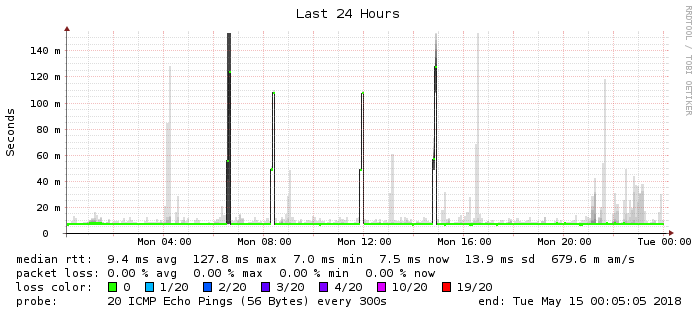 Last 24 Hours
RRDTOOL / TOBI OETIKER
Seconds
140 m
120 m
100 m
80 m
60 m
40 m
20 m
0
Mon 04:00 Mon 08:00 Mon 12:00 Mon 16:00 Mon 20:00 Tue 00:00
median rtt: 9.4 ms avg 127.8 ms max 7.0 ms min 7.5 ms now 13.9 ms sd 679.6 m am/s
packet loss: 0.00 % avg 0.00 % max 0.00 % min 0.00 % now
loss color: 0 1/20 2/20 3/20 4/20 10/20 19/20
probe: 20 ICMP Echo Pings (56 Bytes) every 300s end: Tue May 15 00:05:05 2018